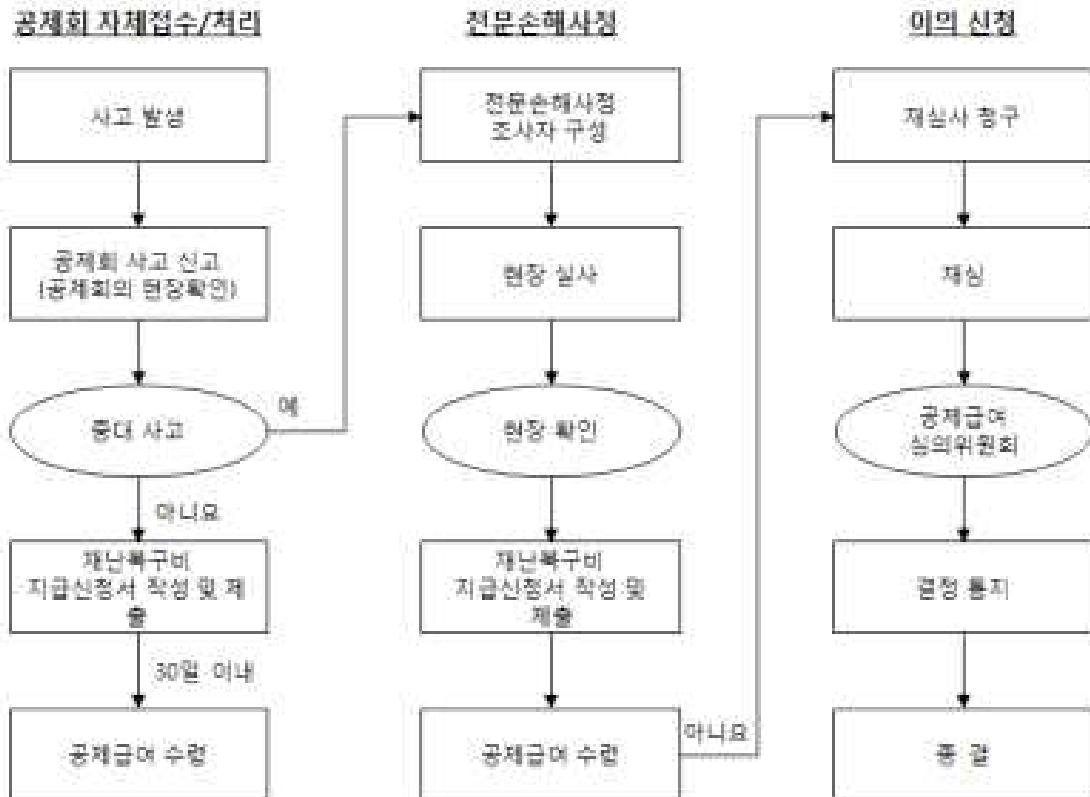 공제회 자체접수/처리
사고 발생
공제회 사고 신고
(공제회의 현장확인)
중대 사고
예
아니요
재난복구비
지급신청서 작성 및 제
출
30일 이내
공제급여 수령
전문손해사정
전문손해사정
조사자 구성
현장 실사
현장 확인
재난복구비
지급신청서 작성 및
제출
공제급여 수령
아니요
이의 신청
재심사 청구
재심
공제급여
심의위원회
결정 통지
종 결